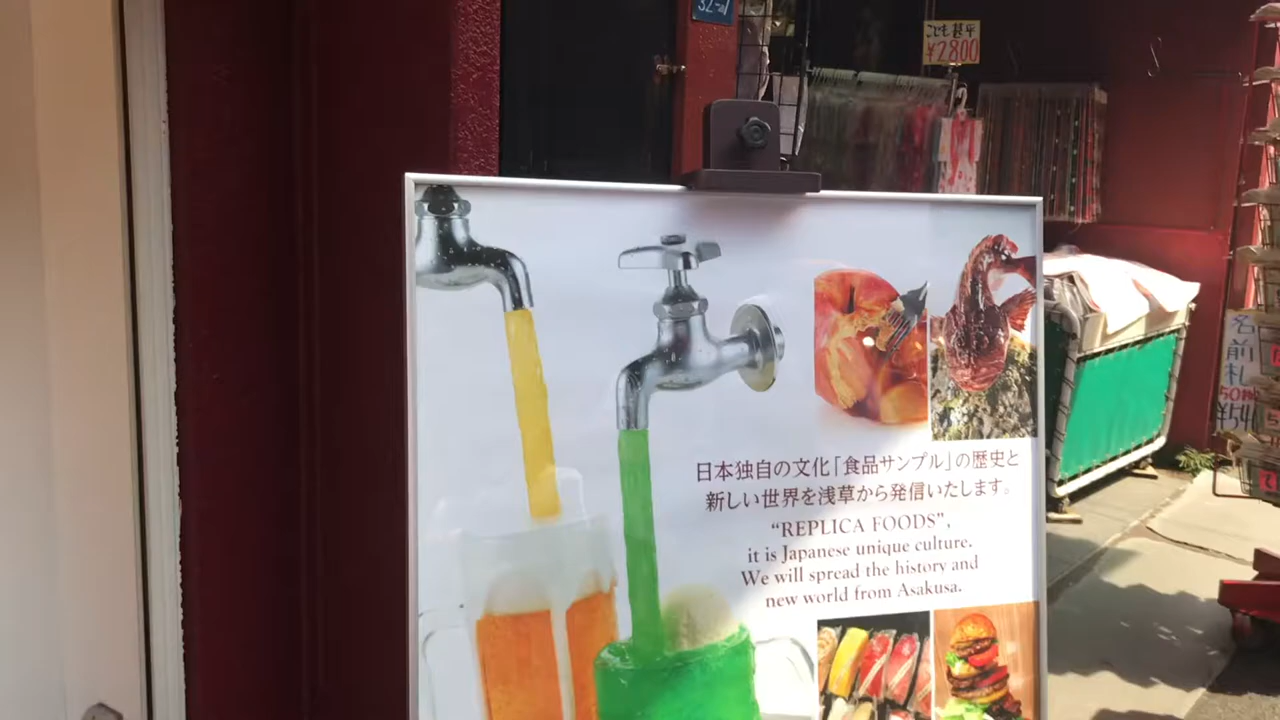 こども甚平
¥2800
日本独自の文化「食品サンプル」の歴史と
新しい世界を浅草から発信いたします。
“REPLICA FOODS”,
it is Japanese unique culture.
We will spread the history and
new world from Asakusa.
名前札